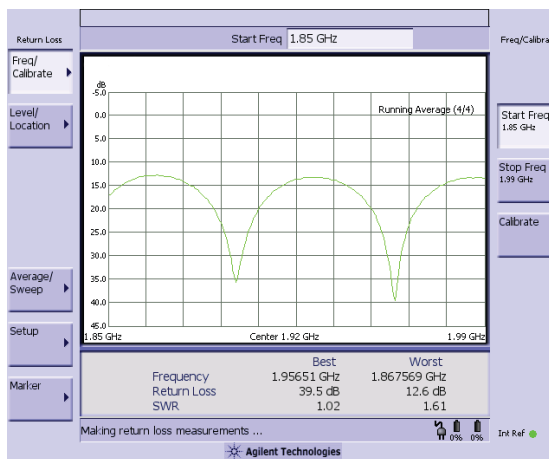 Return Loss
Start Freq 1.85 GHz
Freq/Calibra
Freq/
Calibrate
Level/
Location
Average/
Sweep
Setup
Marker
dB
-5.0
0.0
5.0
10.0
15.0
20.0
25.0
30.0
35.0
40.0
45.0
Running Average (4/4)
1.85 GHz
Center 1.92 GHz
1.99 GHz
Start Freq
1.85 GHz
Stop Freq
1.99 GHz
Calibrate
Best Worst
Frequency 1.95651 GHz 1.867569 GHz
Return Loss 39.5 dB 12.6 dB
SWR 1.02 1.61
Making return loss measurements ...
0% 0%
Int Ref
Agilent Technologies